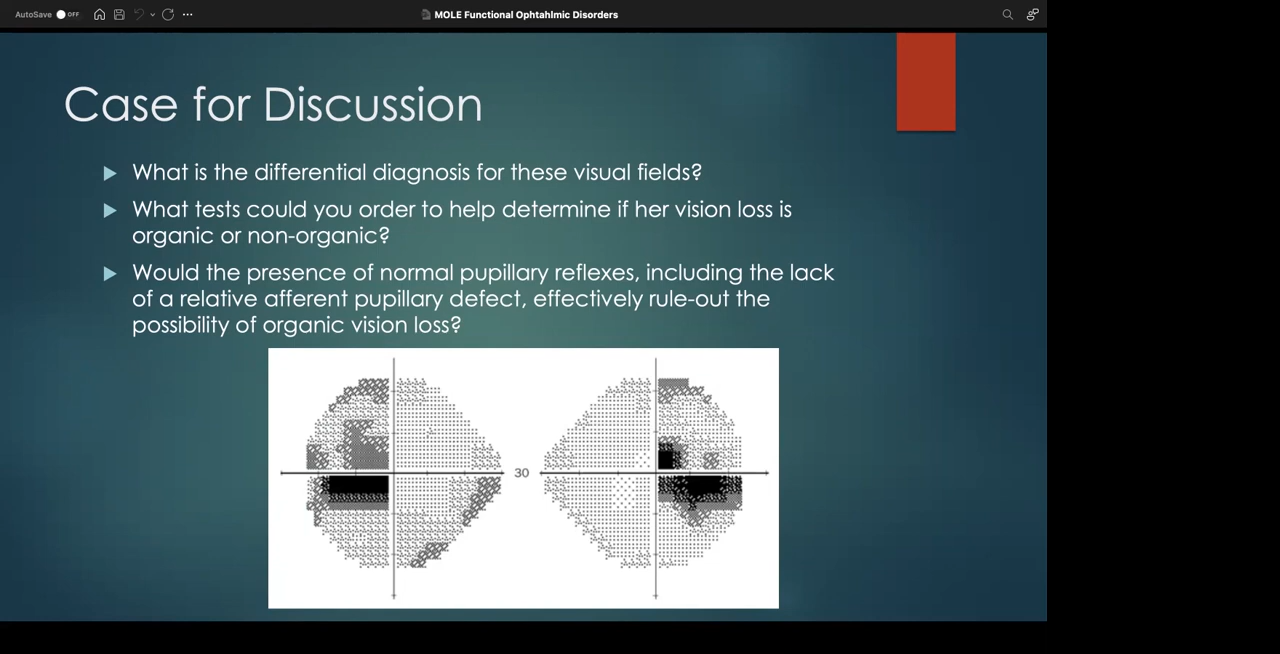 AutoSave OFF
MOLE Functional Ophtahlmic Disorders
Case for Discussion
What is the differential diagnosis for these visual fields?
What tests could you order to help determine if her vision loss is
organic or non-organic?
Would the presence of normal pupillary reflexes, including the lack
of a relative afferent pupillary defect, effectively rule-out the
possibility of organic vision loss?
30